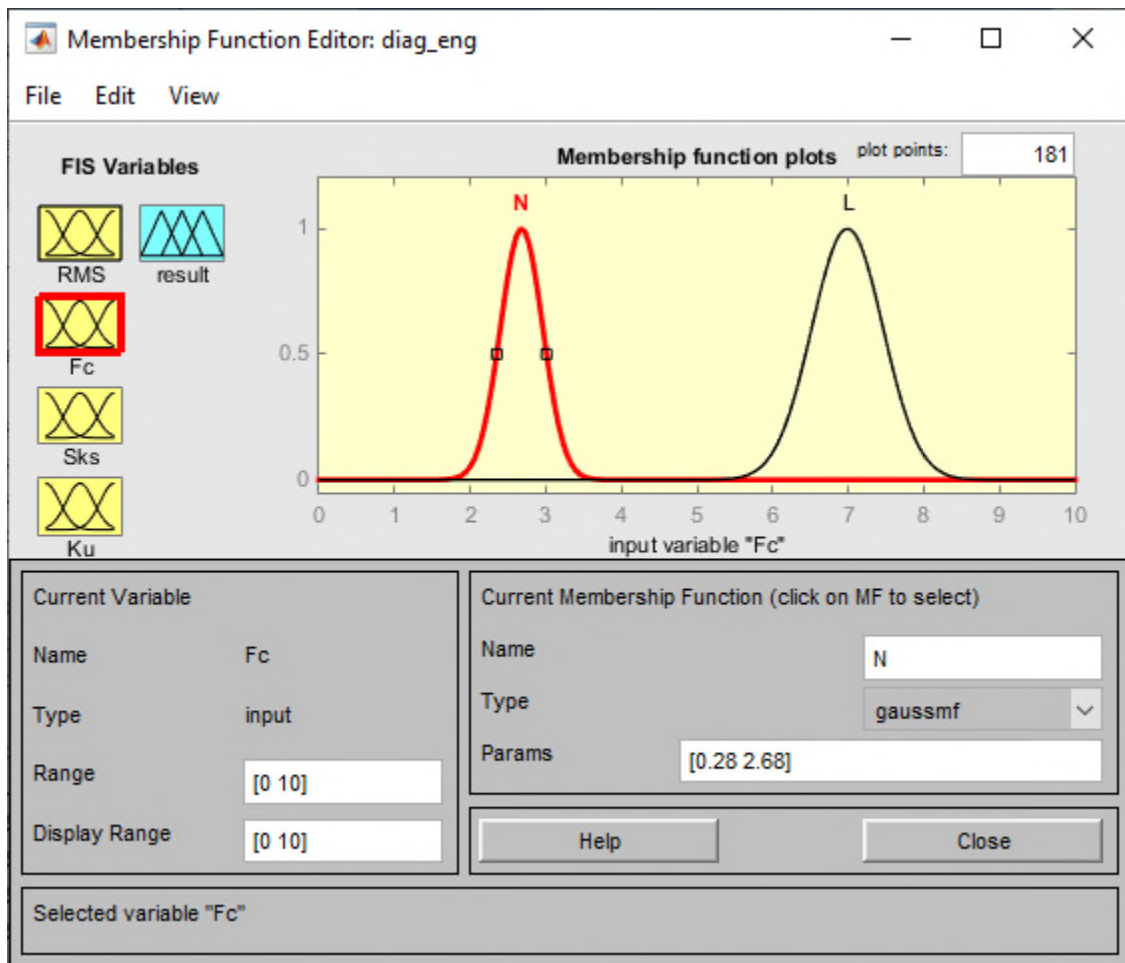 Membership Function Editor: diag_eng
File Edit View
FIS Variables
RMS
result
Fc
Sks
Ku
Membership function plots
plot points:
181
N
L
1
0.5
0
0 1 2 3 4 5 6 7 8 9 10
input variable "Fc"
Current Variable
Name Fc
Type input
Range [0 10]
Display Range [0 10]
Current Membership Function (click on MF to select)
Name N
Type gaussmf
Params [0.28 2.68]
Help Close
Selected variable "Fc"